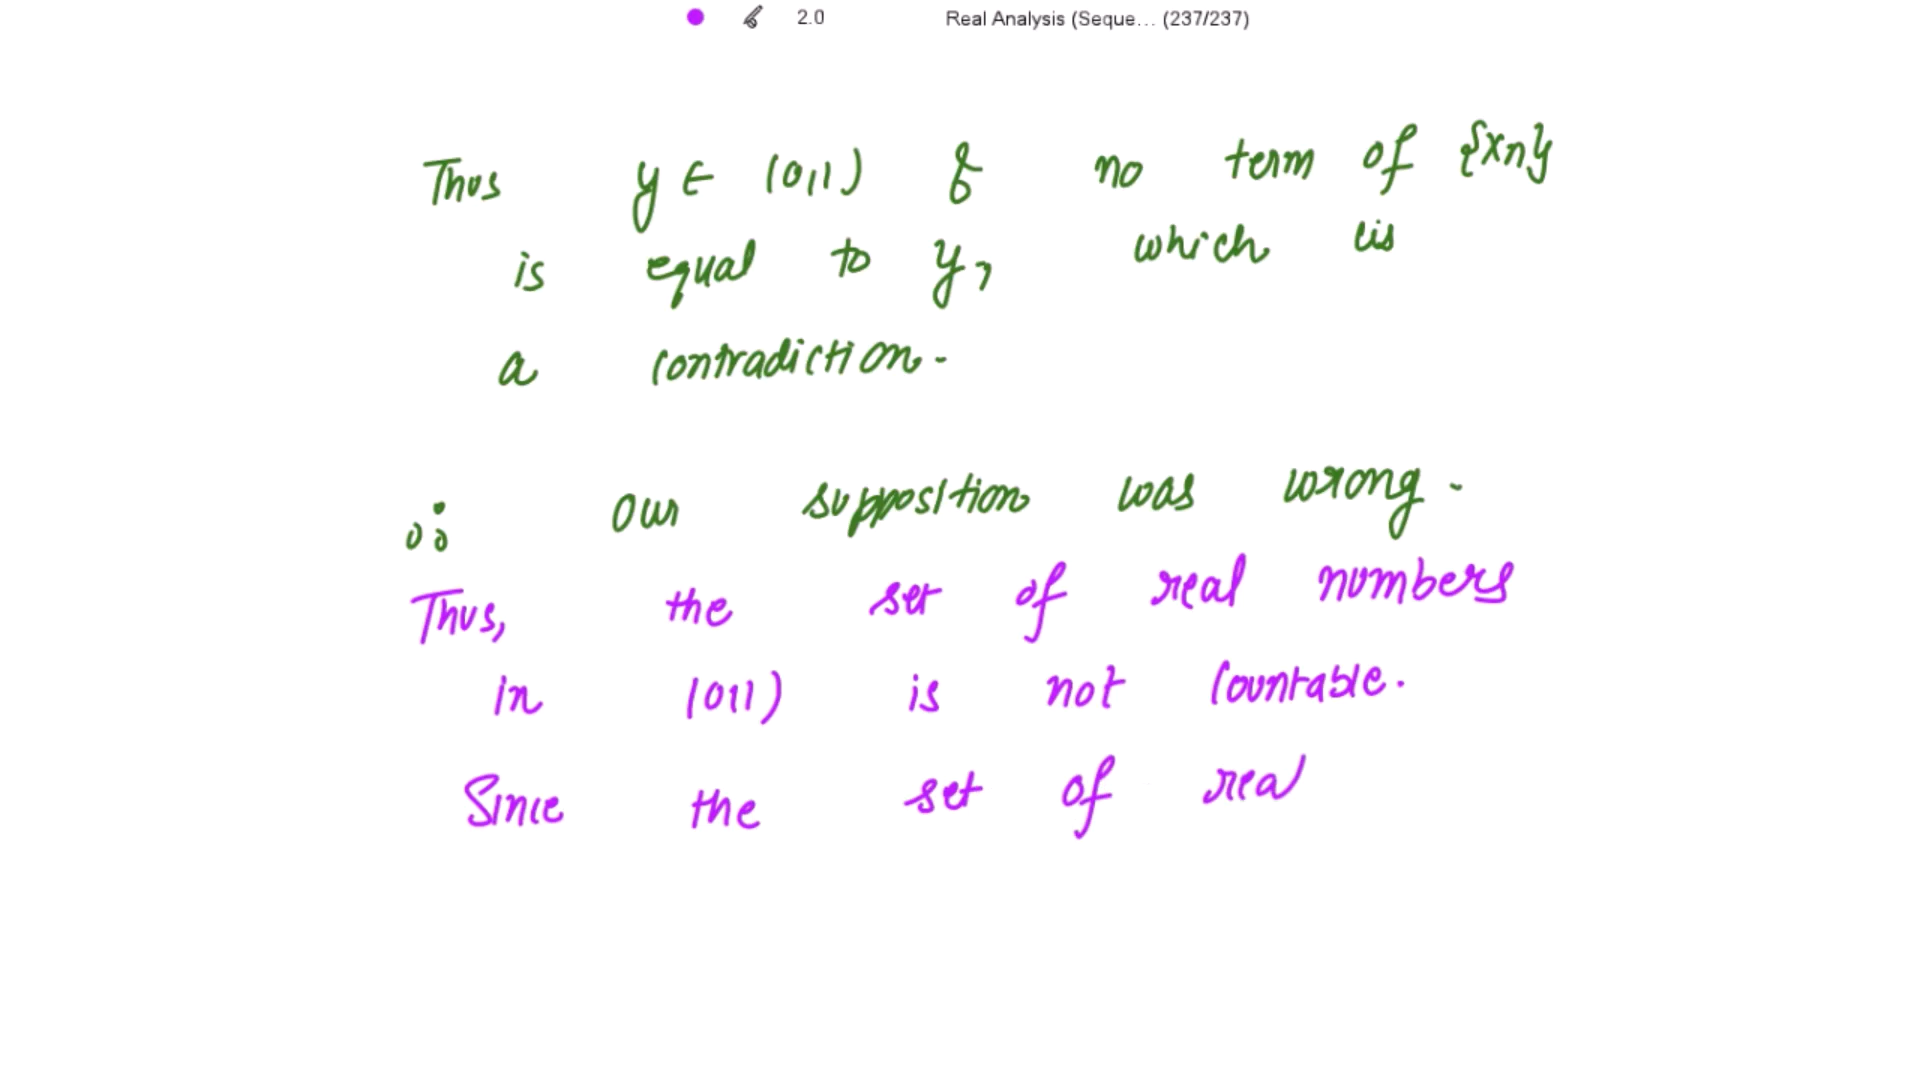 2.0 Real Analysis (Seque... (237/237)
Thus y ∈ (0,1) & no term of {xn}
is equal to y, which is
a contradiction.
∴ our supposition was wrong.
Thus, the set of real numbers
in (0,1) is not countable.
Since the set of real